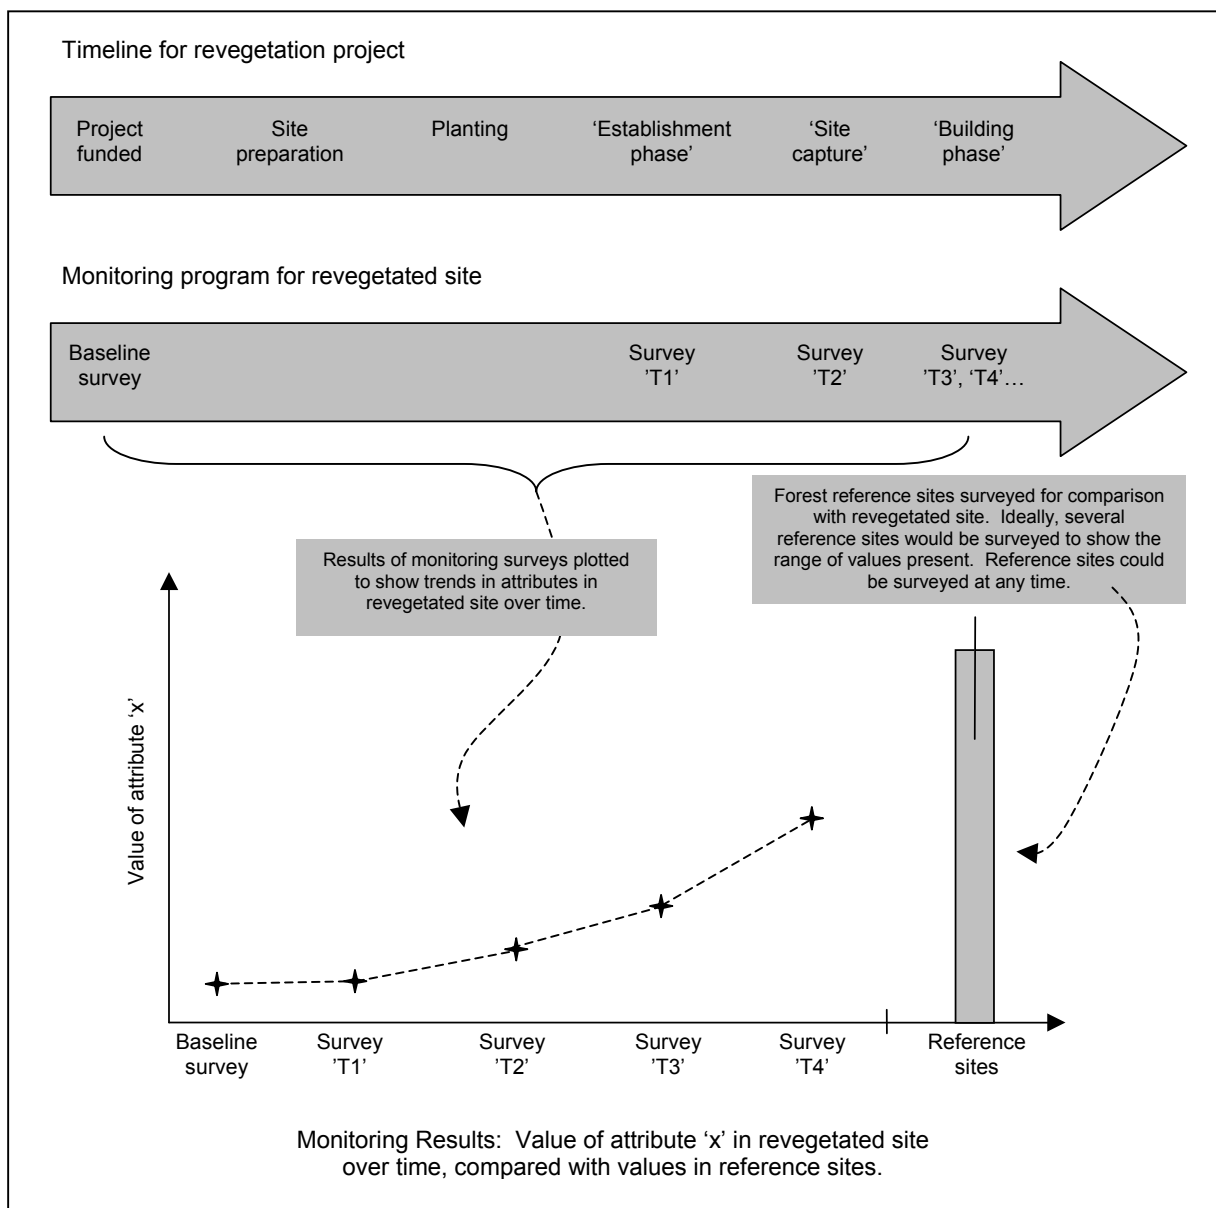 Timeline for revegetation project
Project
funded
Site
preparation
Planting
‘Establishment
phase’
‘Site
capture’
‘Building
phase’
Monitoring program for revegetated site
Baseline
survey
Survey
’T1’
Survey
’T2’
Survey
’T3’, ‘T4’…
Forest reference sites surveyed for comparison
with revegetated site.  Ideally, several
reference sites would be surveyed to show the
range of values present.  Reference sites could
be surveyed at any time.
Results of monitoring surveys plotted
to show trends in attributes in
revegetated site over time.
Value of attribute ‘x’
Baseline
survey
Survey
’T1’
Survey
’T2’
Survey
’T3’
Survey
’T4’
Reference
sites
Monitoring Results:  Value of attribute ‘x’ in revegetated site
over time, compared with values in reference sites.